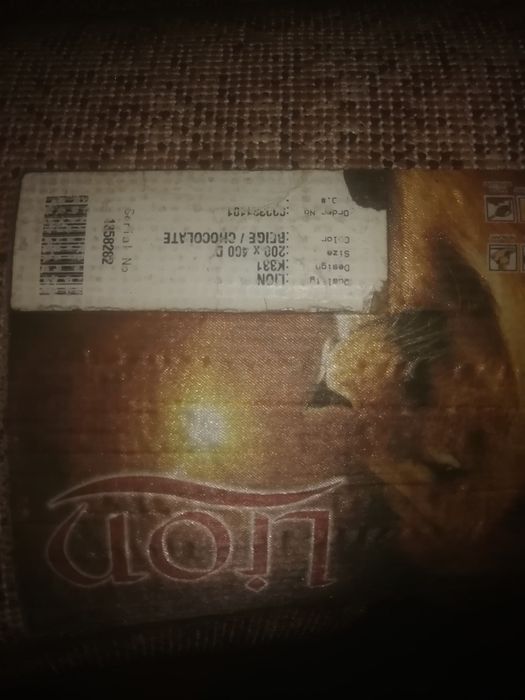 Quality :LION
Design :K331
Size :200 x 400 D
Color :BEIGE / CHOCOLATE
Order No
J.#
Serial No
1358282
Lion